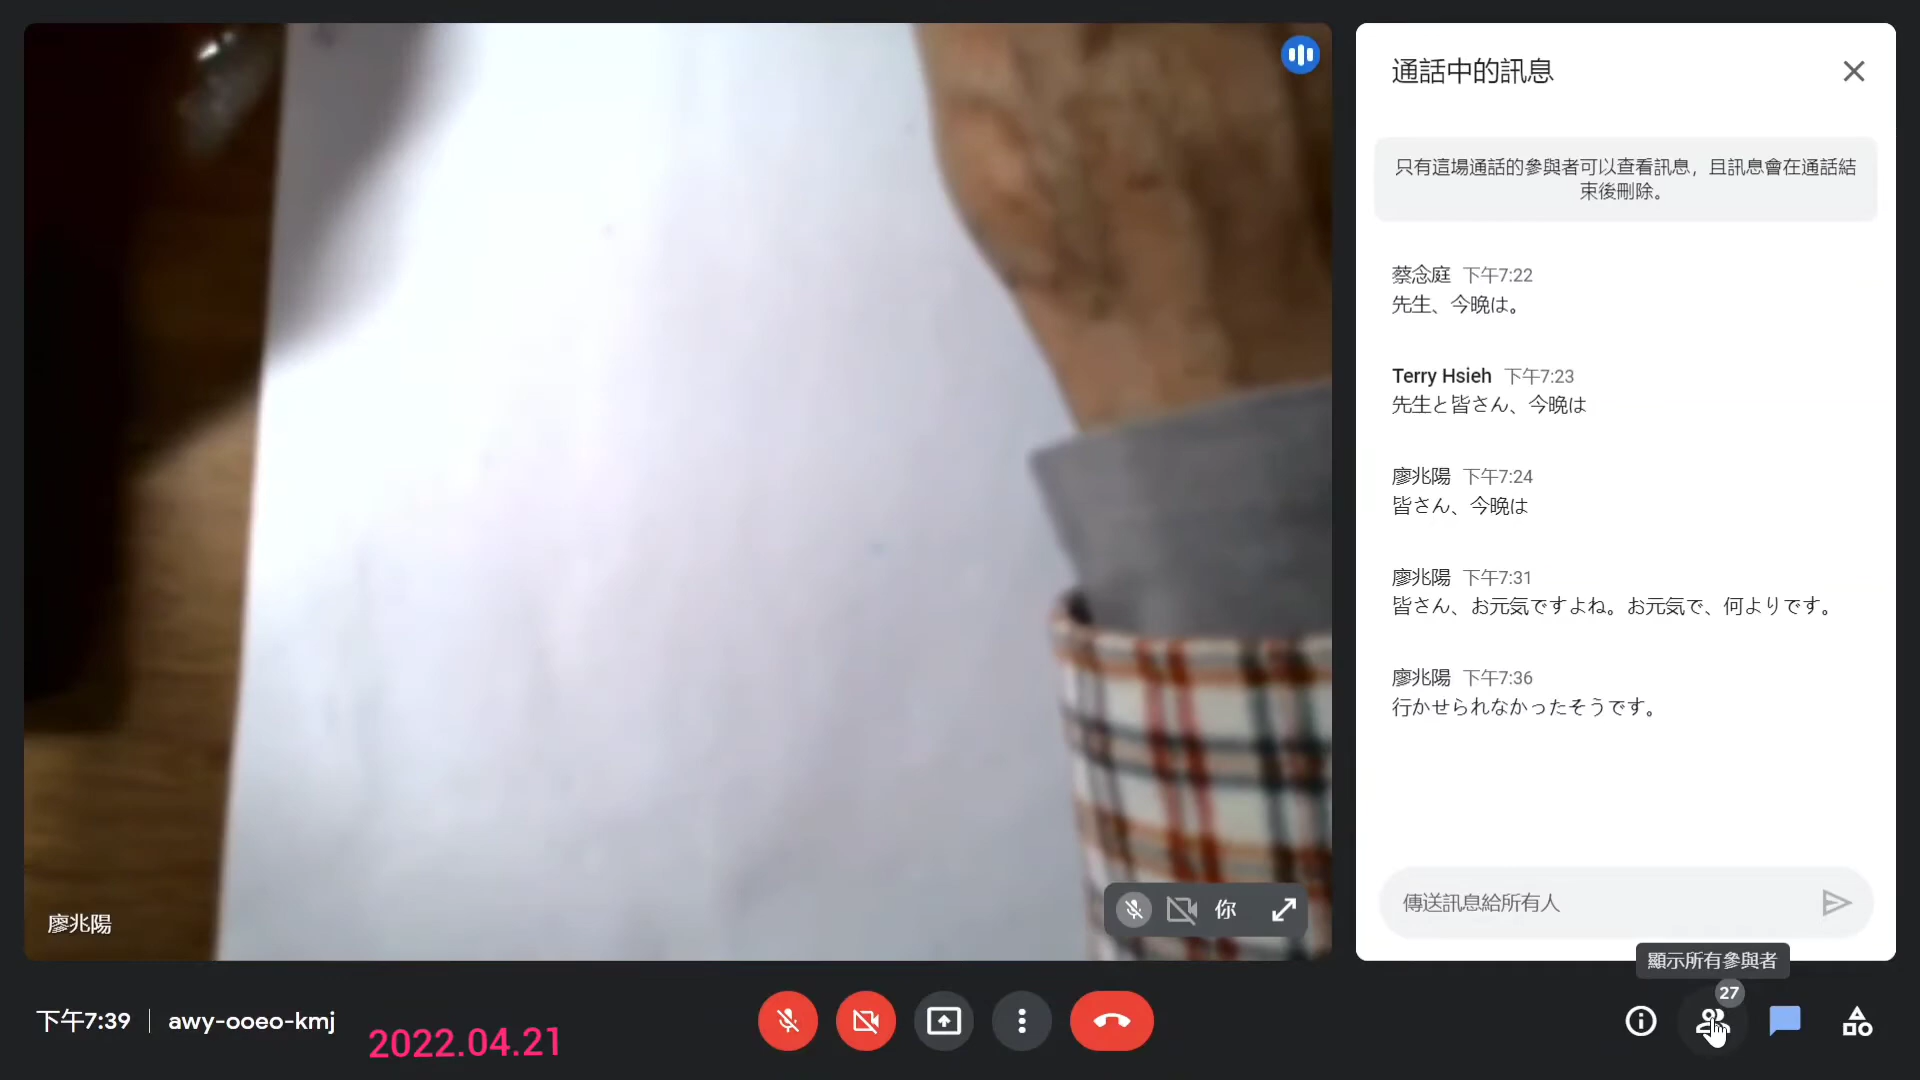 廖兆陽
你
下午7:39
awy-ooeo-kmj
2022.04.21
通話中的訊息
只有這場通話的參與者可以查看訊息，且訊息會在通話結
束後刪除。
蔡念庭 下午7:22
先生、今晩は。
Terry Hsieh 下午7:23
先生と皆さん、今晩は
廖兆陽 下午7:24
皆さん、今晩は
廖兆陽 下午7:31
皆さん、お元気ですよね。お元気で、何よりです。
廖兆陽 下午7:36
行かせられなかったそうです。
傳送訊息給所有人
顯示所有參與者
27